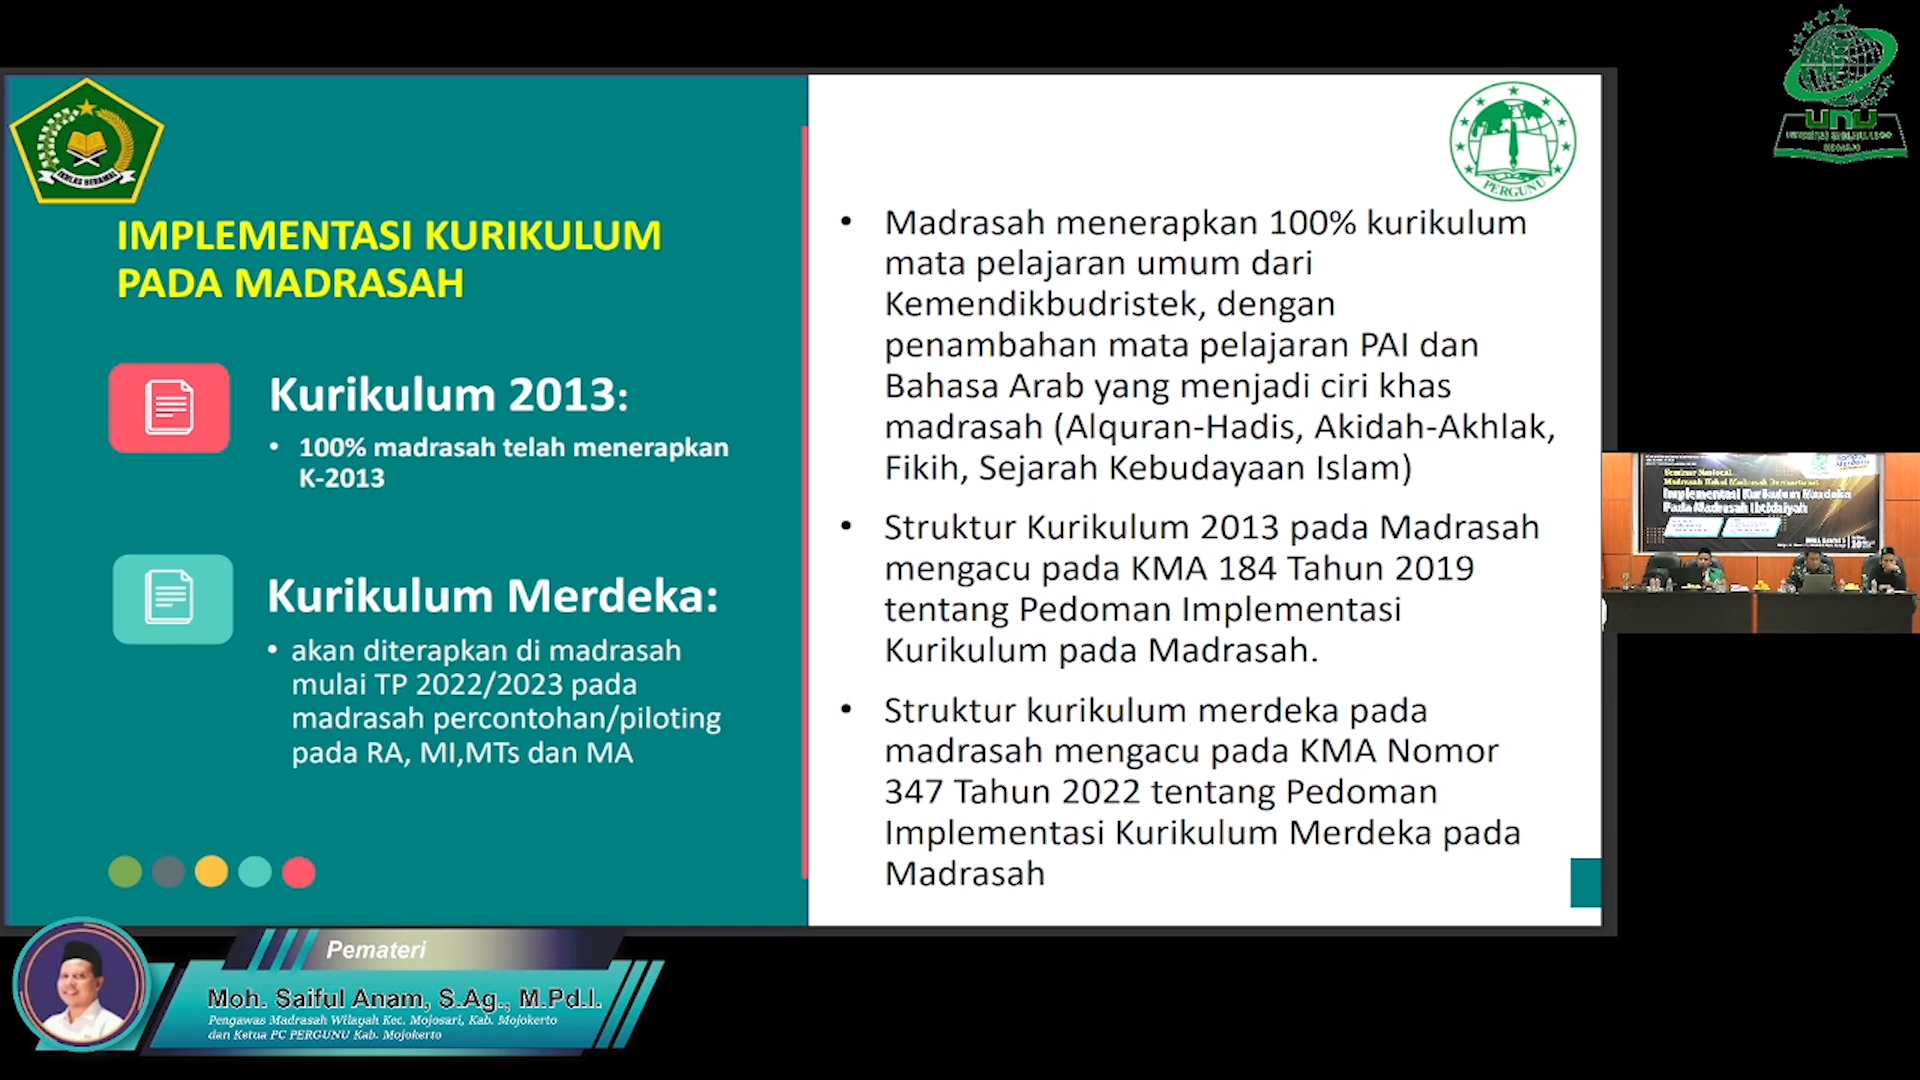 IMPLEMENTASI KURIKULUM
PADA MADRASAH
Kurikulum 2013:
• 100% madrasah telah menerapkan
K-2013
Kurikulum Merdeka:
• akan diterapkan di madrasah
mulai TP 2022/2023 pada
madrasah percontohan/piloting
pada RA, MI,MTs dan MA
IKHLAS BERAMAL
PERGUNU
• Madrasah menerapkan 100% kurikulum
mata pelajaran umum dari
Kemendikbudristek, dengan
penambahan mata pelajaran PAI dan
Bahasa Arab yang menjadi ciri khas
madrasah (Alquran-Hadis, Akidah-Akhlak,
Fikih, Sejarah Kebudayaan Islam)
• Struktur Kurikulum 2013 pada Madrasah
mengacu pada KMA 184 Tahun 2019
tentang Pedoman Implementasi
Kurikulum pada Madrasah.
• Struktur kurikulum merdeka pada
madrasah mengacu pada KMA Nomor
347 Tahun 2022 tentang Pedoman
Implementasi Kurikulum Merdeka pada
Madrasah
UNU
Seminar Nasional
Implementasi Kurikulum Merdeka
Pada Madrasah Ibtidaiyah
Pemateri
Moh. Saiful Anam, S.Ag., M.Pd.I.
Pengawas Madrasah Wilayah Kec. Mojosari, Kab. Mojokerto
dan Ketua PC PERGUNU Kab. Mojokerto